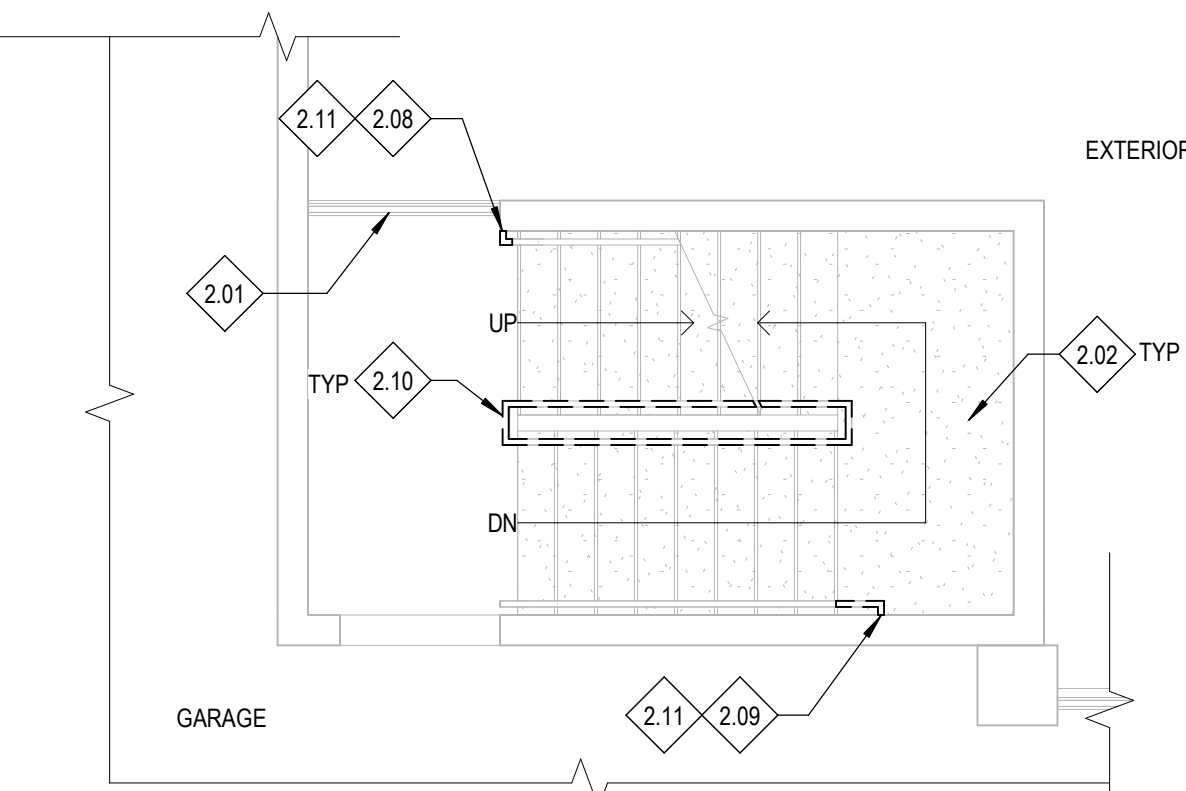 2.11 2.08
EXTERIOR
2.01
UP
2.02 TYP
TYP 2.10
DN
2.11 2.09
GARAGE